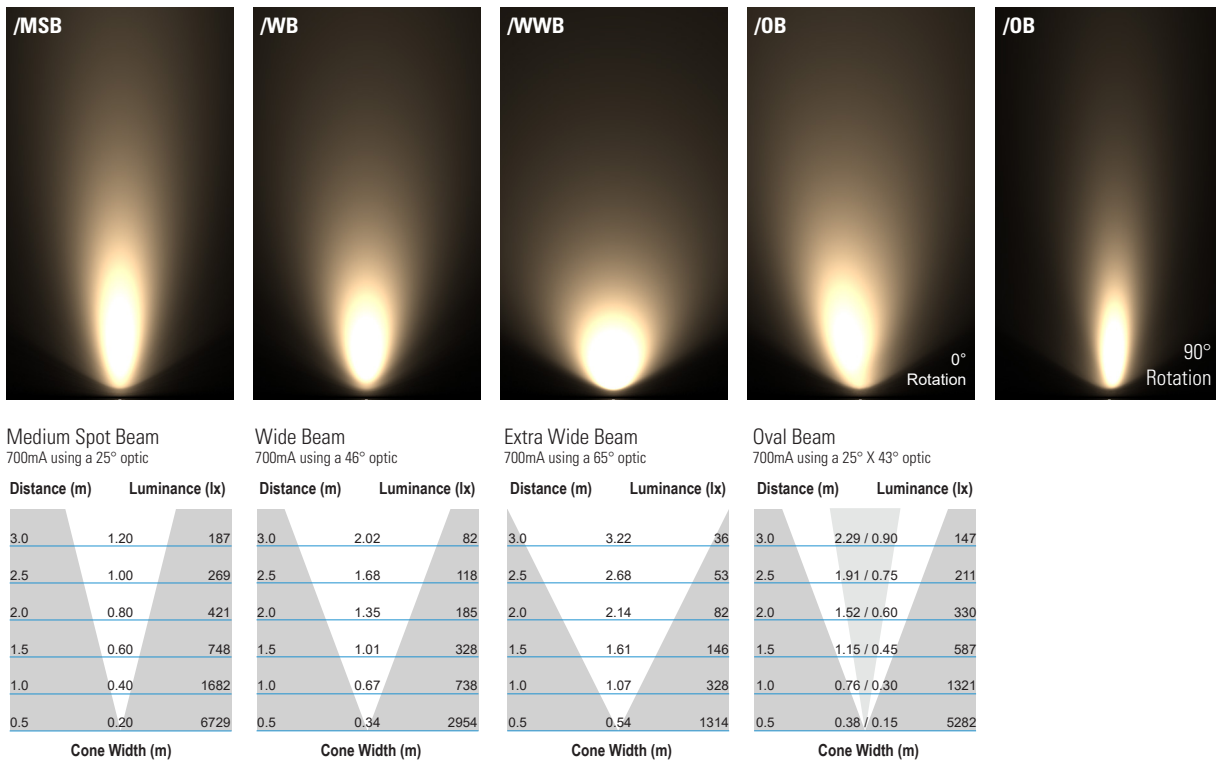 /MSB
/WB
/WWB
/OB
0°
Rotation
/OB
90°
Rotation
Medium Spot Beam
700mA using a 25° optic
Distance (m) Luminance (lx)
3.0 1.20 187
2.5 1.00 269
2.0 0.80 421
1.5 0.60 748
1.0 0.40 1682
0.5 0.20 6729
Cone Width (m)
Wide Beam
700mA using a 46° optic
Distance (m) Luminance (lx)
3.0 2.02 82
2.5 1.68 118
2.0 1.35 185
1.5 1.01 328
1.0 0.67 738
0.5 0.34 2954
Cone Width (m)
Extra Wide Beam
700mA using a 65° optic
Distance (m) Luminance (lx)
3.0 3.22 36
2.5 2.68 53
2.0 2.14 82
1.5 1.61 146
1.0 1.07 328
0.5 0.54 1314
Cone Width (m)
Oval Beam
700mA using a 25° X 43° optic
Distance (m) Luminance (lx)
3.0 2.29 / 0.90 147
2.5 1.91 / 0.75 211
2.0 1.52 / 0.60 330
1.5 1.15 / 0.45 587
1.0 0.76 / 0.30 1321
0.5 0.38 / 0.15 5282
Cone Width (m)